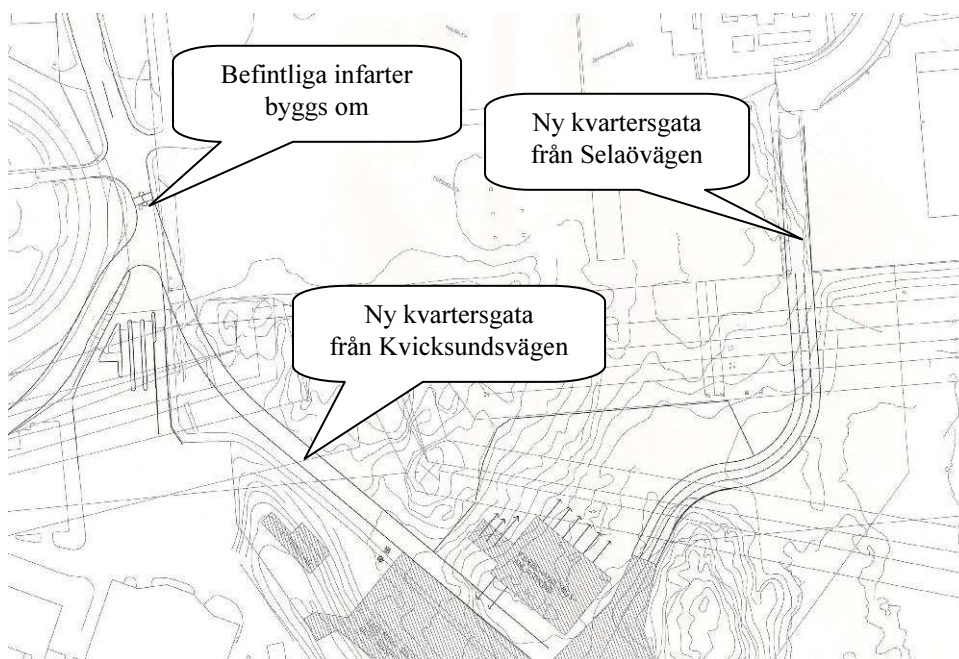 Befintliga infarter
byggs om
Ny kvartersgata
från Selaövägen
Ny kvartersgata
från Kvicksundsvägen